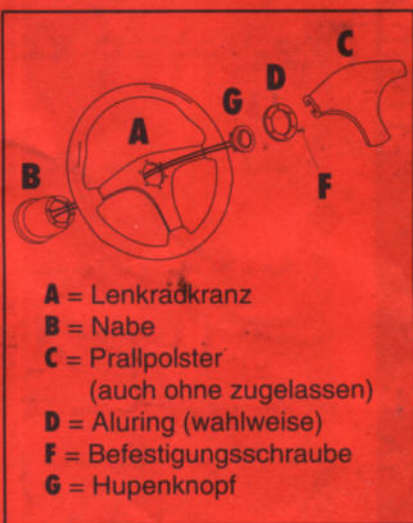 C
D
G
A
B
F
A = Lenkradkranz
B = Nabe
C = Prallpolster
(auch ohne zugelassen)
D = Aluring (wahlweise)
F = Befestigungsschraube
G = Hupenknopf